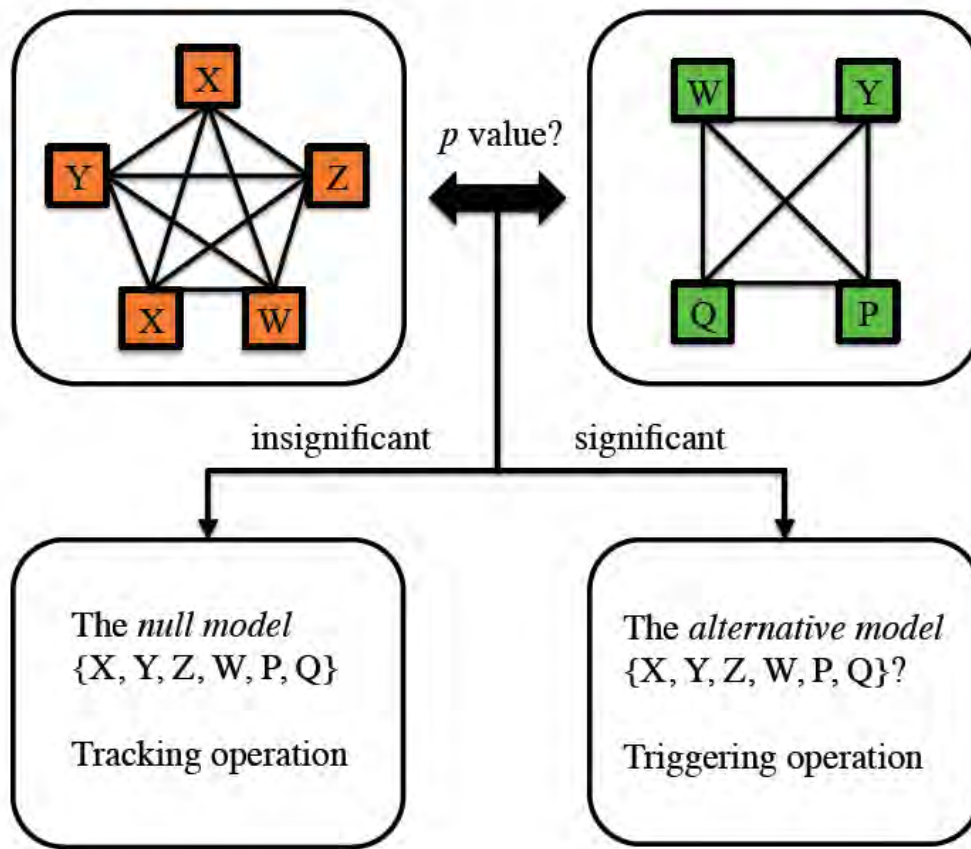 X
Y
Z
X
W
p value?
W
Y
Q
P
insignificant
significant
The null model
{X, Y, Z, W, P, Q}
Tracking operation
The alternative model
{X, Y, Z, W, P, Q}?
Triggering operation